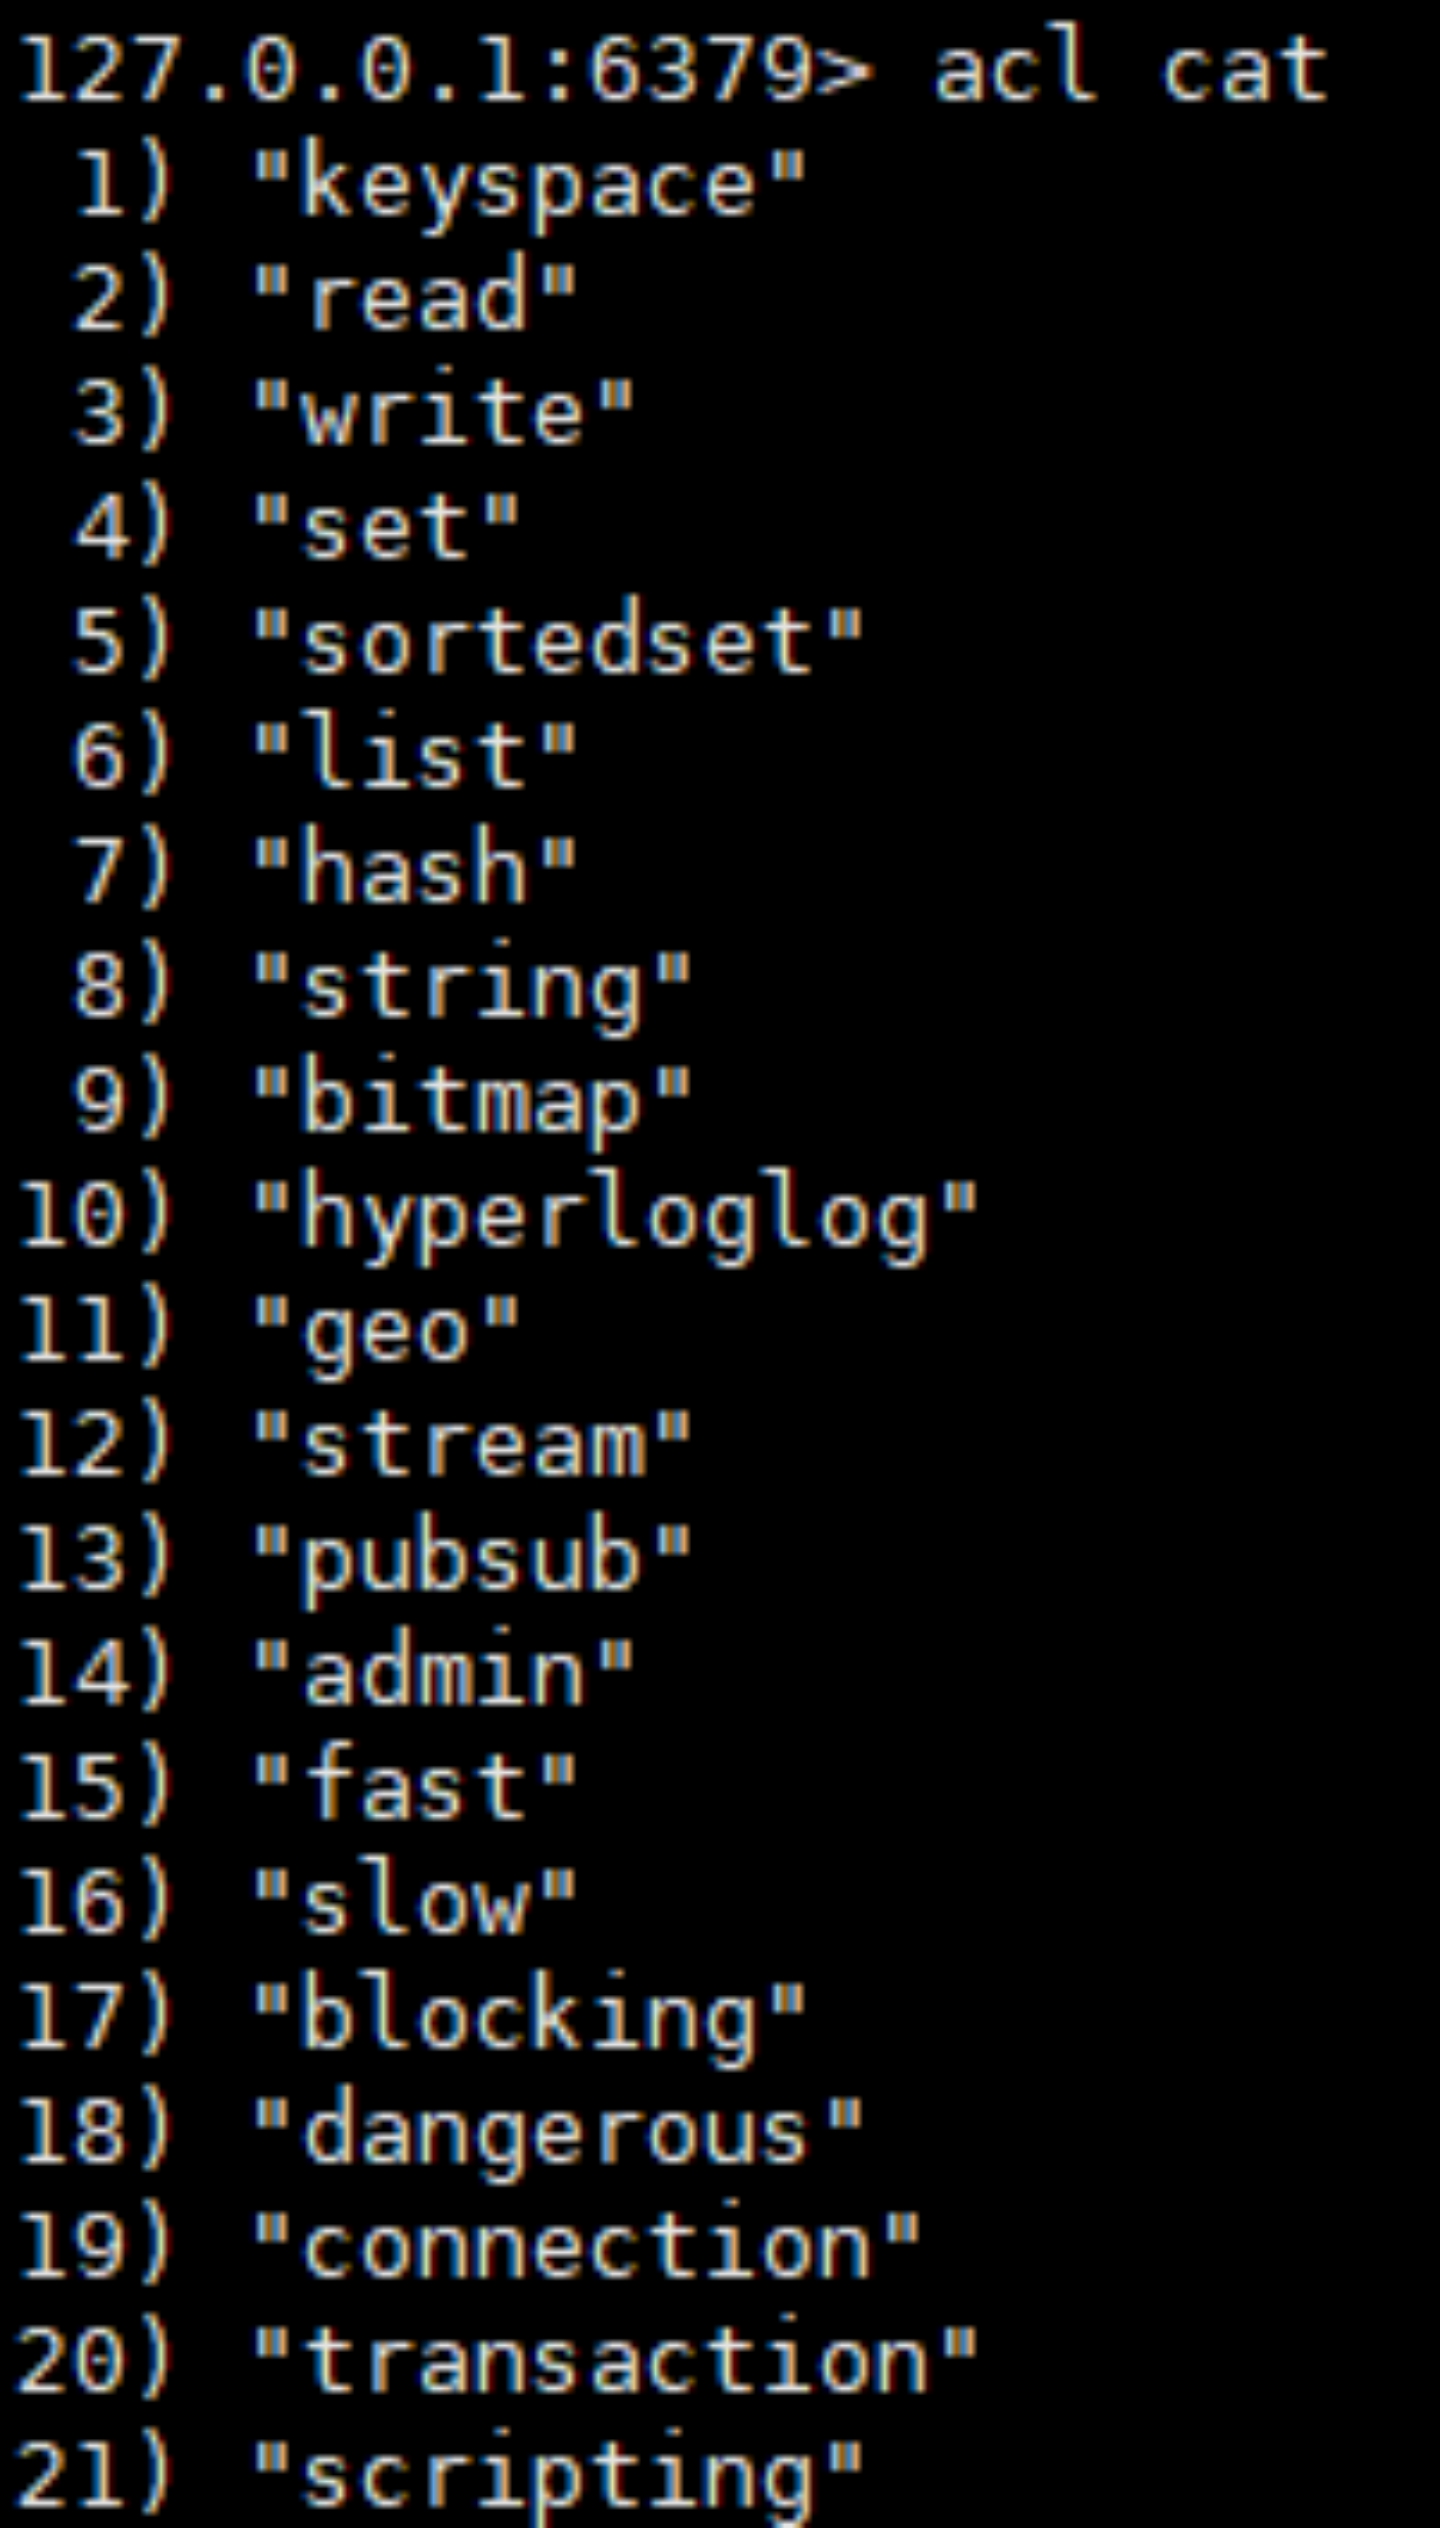 127.0.0.1:6379> acl cat
 1) "keyspace"
 2) "read"
 3) "write"
 4) "set"
 5) "sortedset"
 6) "list"
 7) "hash"
 8) "string"
 9) "bitmap"
10) "hyperloglog"
11) "geo"
12) "stream"
13) "pubsub"
14) "admin"
15) "fast"
16) "slow"
17) "blocking"
18) "dangerous"
19) "connection"
20) "transaction"
21) "scripting"